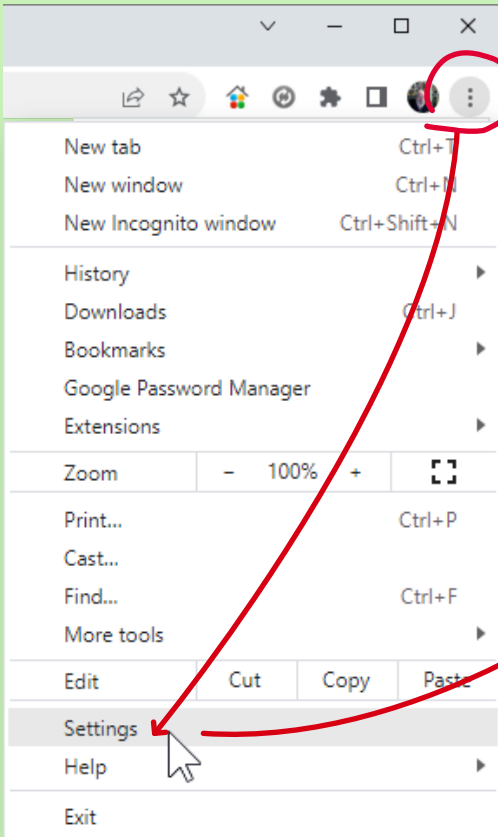 New tab Ctrl+T
New window Ctrl+N
New Incognito window Ctrl+Shift+N
History
Downloads Ctrl+J
Bookmarks
Google Password Manager
Extensions
Zoom − 100% +
Print... Ctrl+P
Cast...
Find... Ctrl+F
More tools
Edit Cut Copy Paste
Settings
Help
Exit